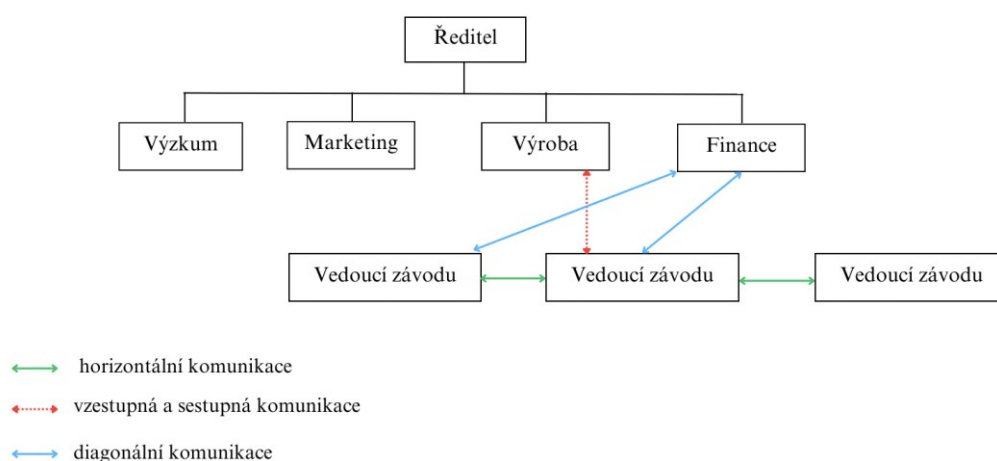 Ředitel
Výzkum
Marketing
Výroba
Finance
Vedoucí závodu
Vedoucí závodu
Vedoucí závodu
horizontální komunikace
vzestupná a sestupná komunikace
diagonální komunikace